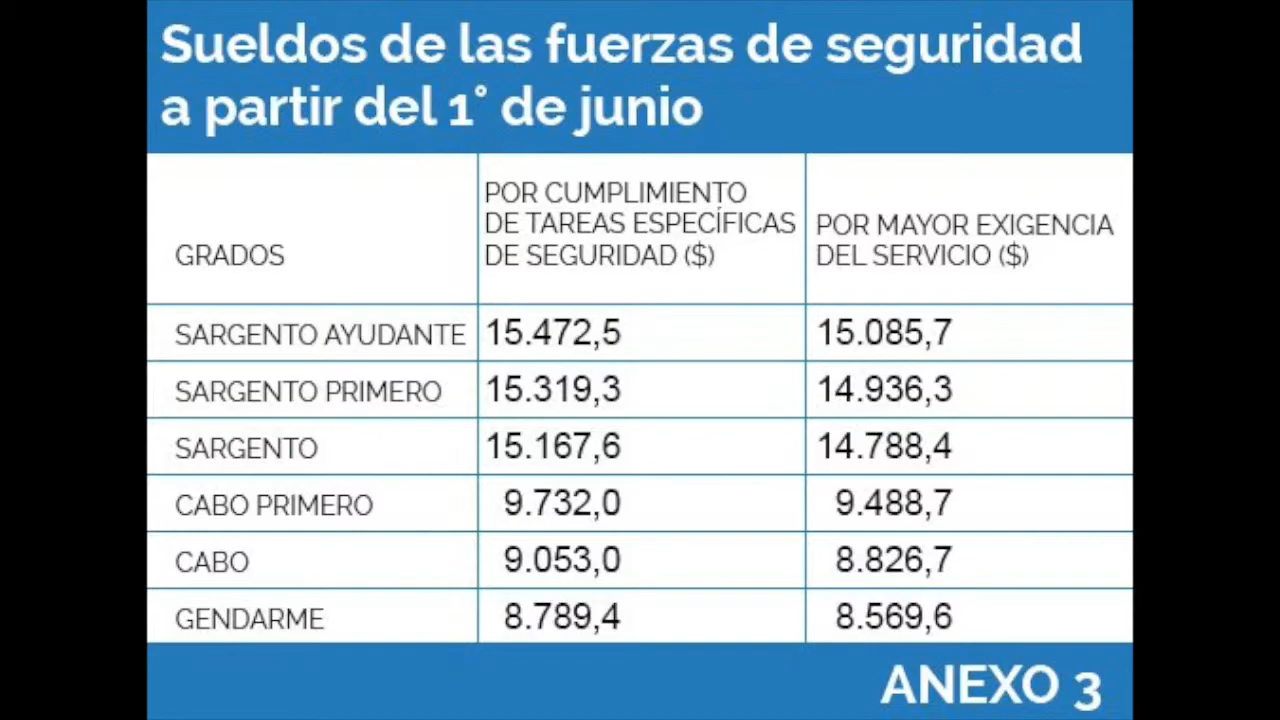 Sueldos de las fuerzas de seguridad
a partir del 1° de junio
GRADOS
POR CUMPLIMIENTO
DE TAREAS ESPECÍFICAS
DE SEGURIDAD ($)
POR MAYOR EXIGENCIA
DEL SERVICIO ($)
SARGENTO AYUDANTE 15.472,5 15.085,7
SARGENTO PRIMERO 15.319,3 14.936,3
SARGENTO 15.167,6 14.788,4
CABO PRIMERO 9.732,0 9.488,7
CABO 9.053,0 8.826,7
GENDARME 8.789,4 8.569,6
ANEXO 3